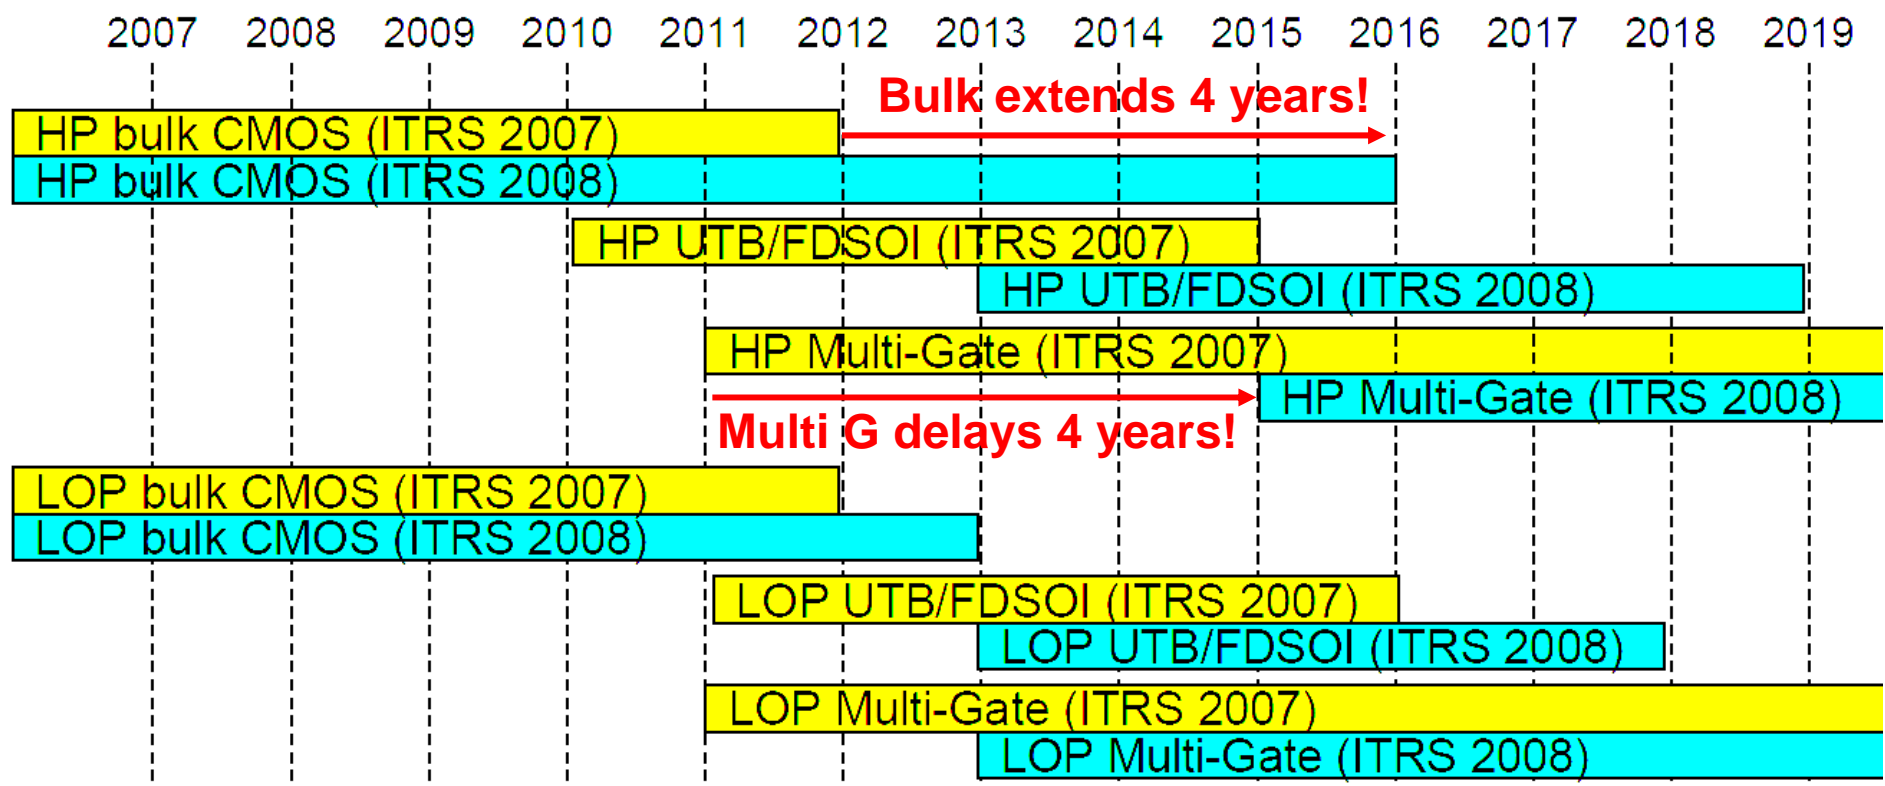 2007 2008 2009 2010 2011 2012 2013 2014 2015 2016 2017 2018 2019
Bulk extends 4 years!
HP bulk CMOS (ITRS 2007)
HP bulk CMOS (ITRS 2008)
HP UTB/FDSOI (ITRS 2007)
HP UTB/FDSOI (ITRS 2008)
HP Multi-Gate (ITRS 2007)
HP Multi-Gate (ITRS 2008)
Multi G delays 4 years!
LOP bulk CMOS (ITRS 2007)
LOP bulk CMOS (ITRS 2008)
LOP UTB/FDSOI (ITRS 2007)
LOP UTB/FDSOI (ITRS 2008)
LOP Multi-Gate (ITRS 2007)
LOP Multi-Gate (ITRS 2008)